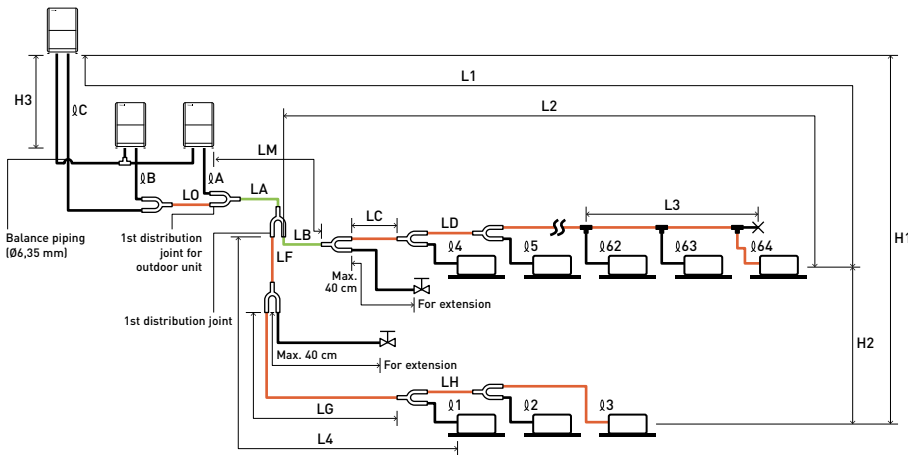 L1
H3
ℓC
L2
LM
ℓB
ℓA
LO
LA
LC
LD
L3
H1
Balance piping
(Ø6,35 mm)
1st distribution
joint for
outdoor unit
LB
LF
ℓ4
ℓ5
ℓ62
ℓ63
ℓ64
Max.
40 cm
For extension
1st distribution joint
H2
Max. 40 cm
For extension
LH
LG
ℓ1
ℓ2
ℓ3
L4